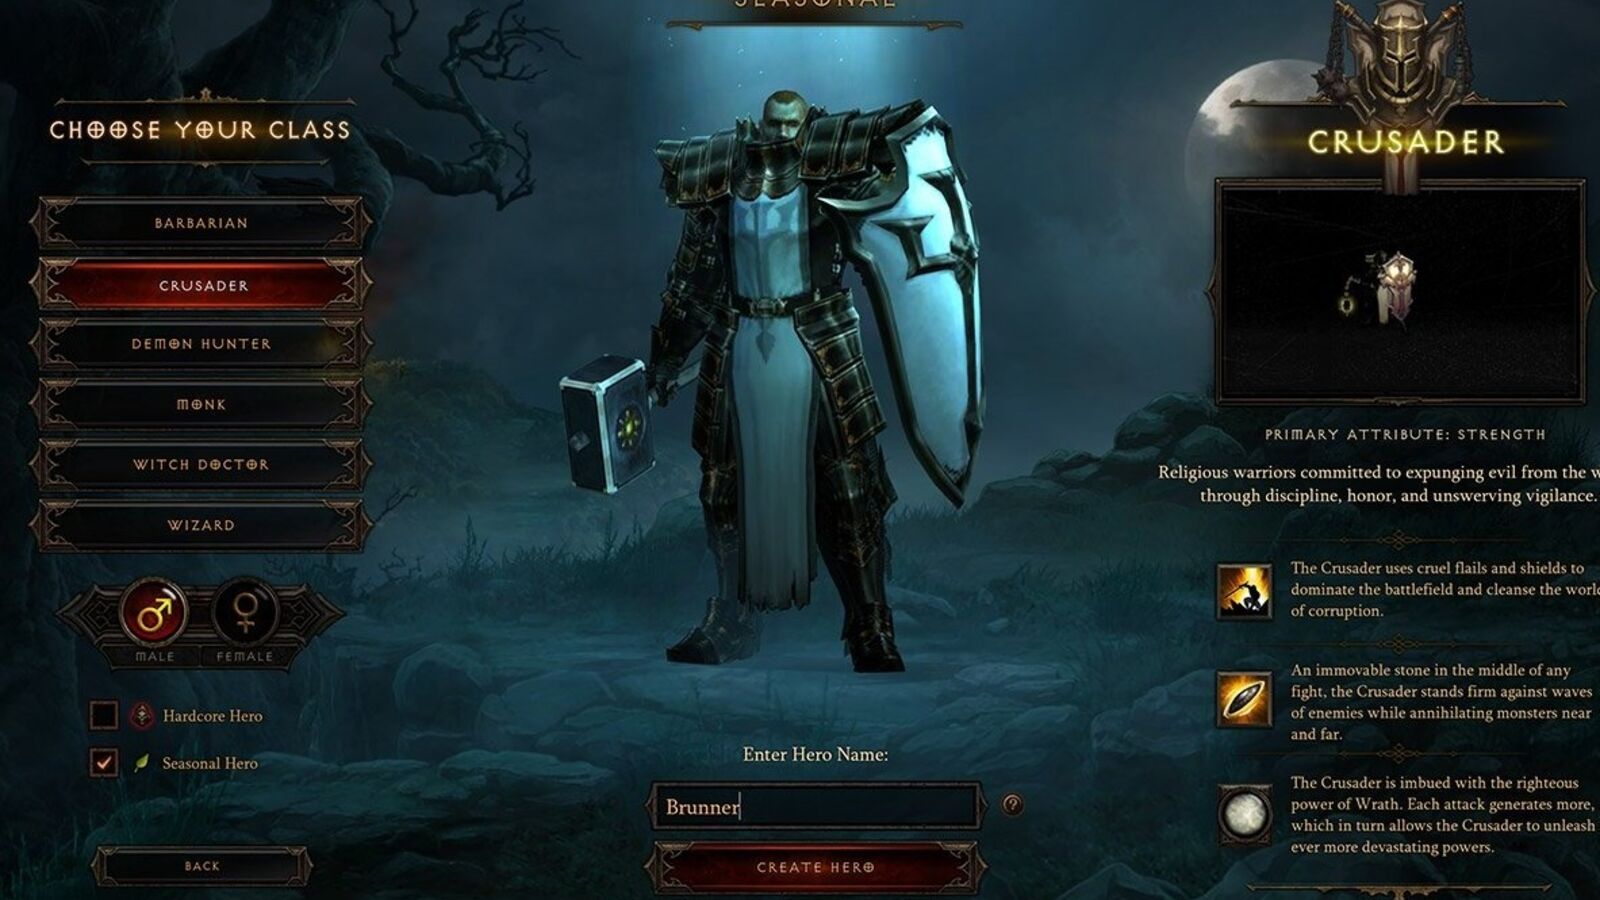 SEASONAL
CHOOSE YOUR CLASS
BARBARIAN
CRUSADER
DEMON HUNTER
MONK
WITCH DOCTOR
WIZARD
MALE
FEMALE
Hardcore Hero
Seasonal Hero
BACK
Enter Hero Name:
Brunner
?
CREATE HERO
CRUSADER
PRIMARY ATTRIBUTE: STRENGTH
Religious warriors committed to expunging evil from the
through discipline, honor, and unswerving vigilance.
The Crusader uses cruel flails and shields to
dominate the battlefield and cleanse the world
of corruption.
An immovable stone in the middle of any
fight, the Crusader stands firm against waves
of enemies while annihilating monsters near
and far.
The Crusader is imbued with the righteous
power of Wrath. Each attack generates more,
which in turn allows the Crusader to unleash
ever more devastating powers.